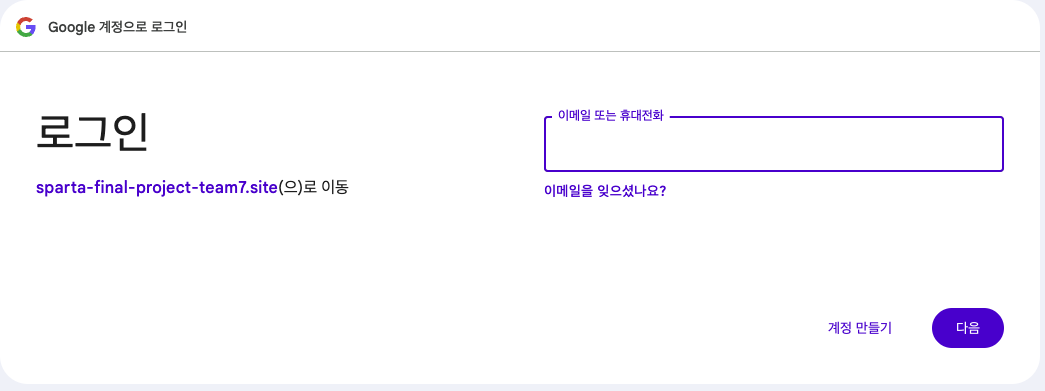 Google 계정으로 로그인
로그인
sparta-final-project-team7.site(으)로 이동
이메일 또는 휴대전화
이메일을 잊으셨나요?
계정 만들기
다음